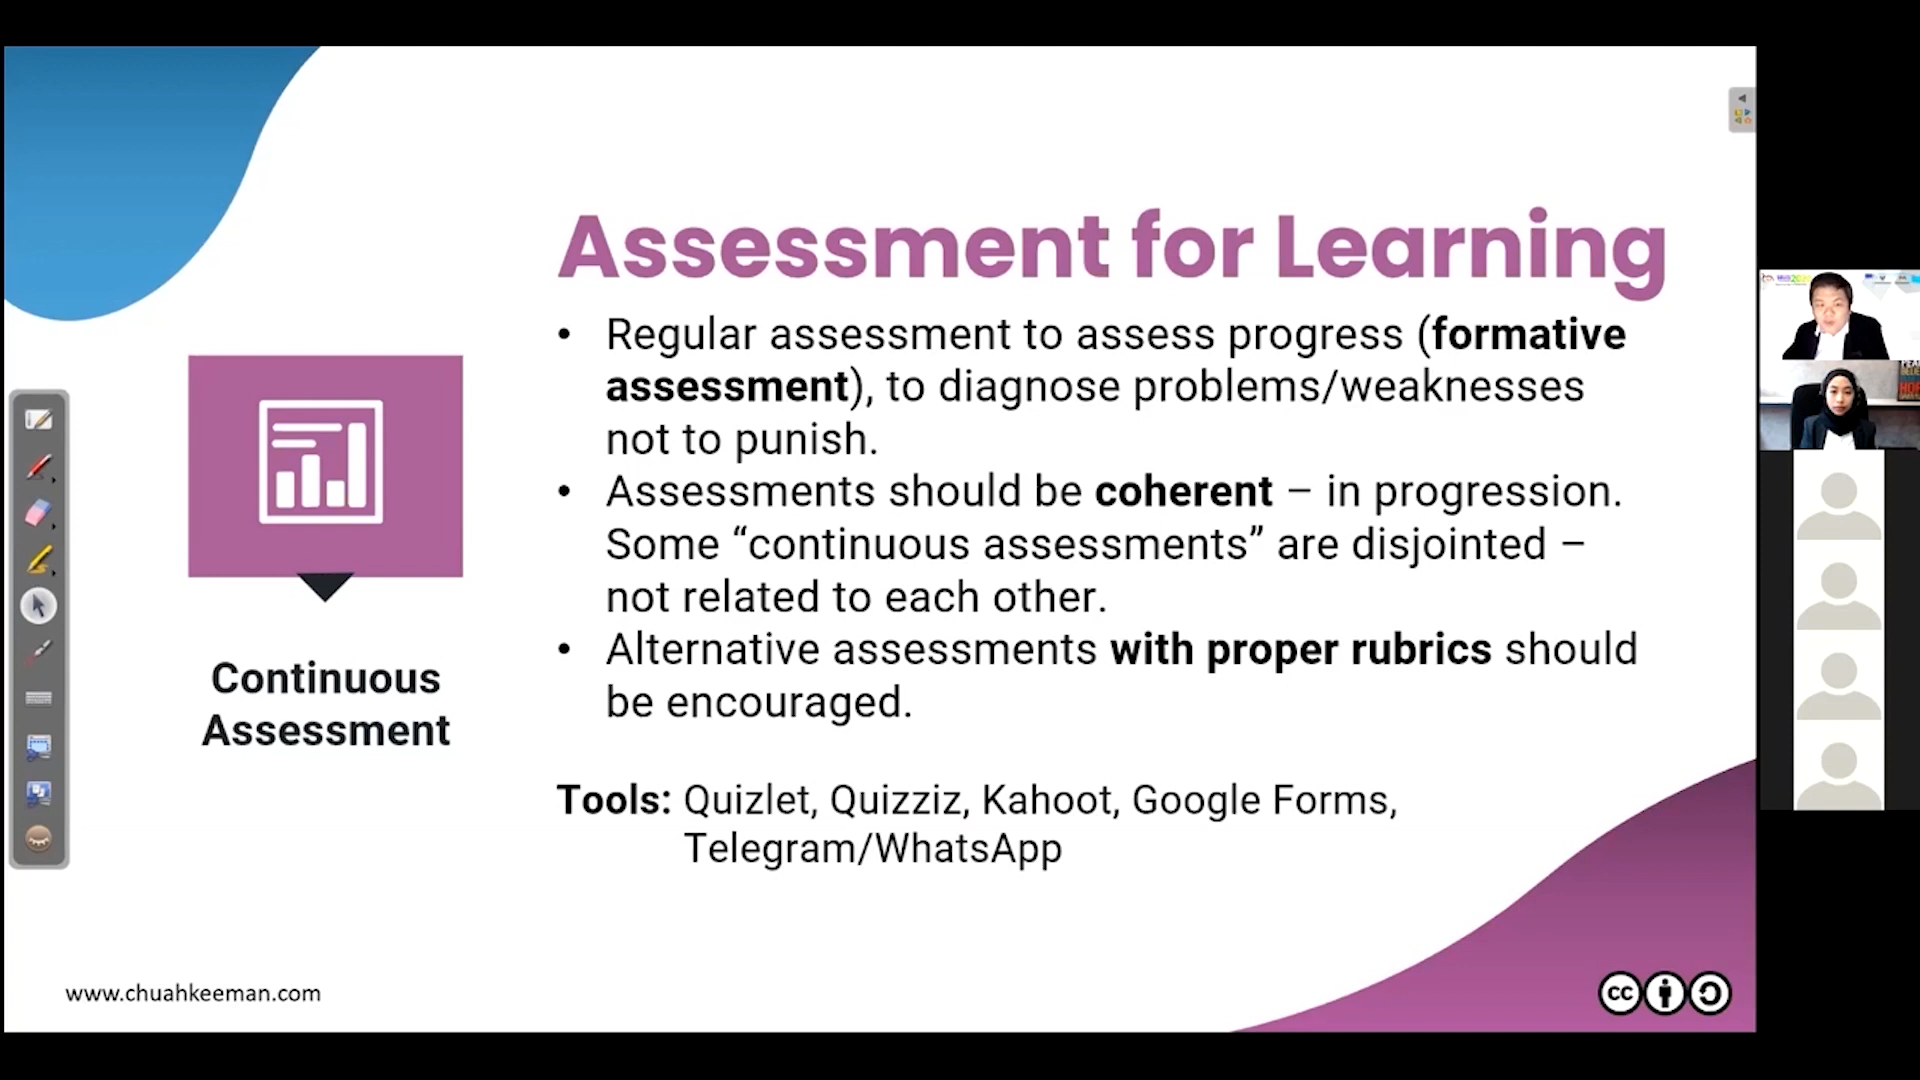 Assessment for Learning
• Regular assessment to assess progress (formative
assessment), to diagnose problems/weaknesses
not to punish.
• Assessments should be coherent – in progression.
Some “continuous assessments” are disjointed –
not related to each other.
• Alternative assessments with proper rubrics should
be encouraged.
Continuous
Assessment
Tools: Quizlet, Quizziz, Kahoot, Google Forms,
Telegram/WhatsApp
www.chuahkeeman.com
cc